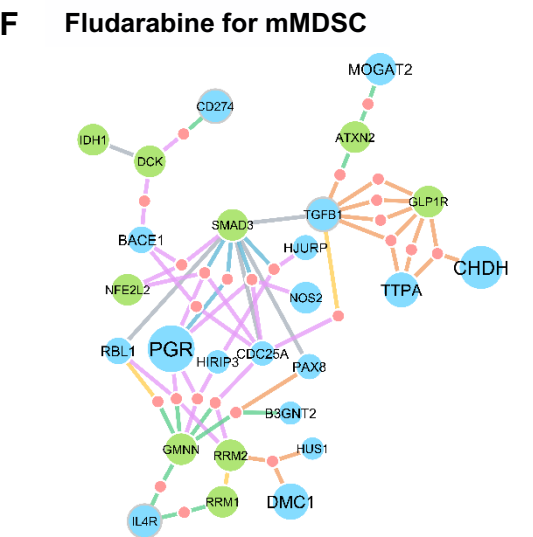 F Fludarabine for mMDSC
MOGAT2
CD274
IDH1
ATXN2
DCK
GLP1R
TGFB1
SMAD3
BACE1
HJURP
CHDH
NFE2L2
TTPA
NOS2
RBL1
PGR
HIRIP3
CDC25A
PAX8
B3GNT2
GMNN
RRM2
HUS1
RRM1
DMC1
IL4R